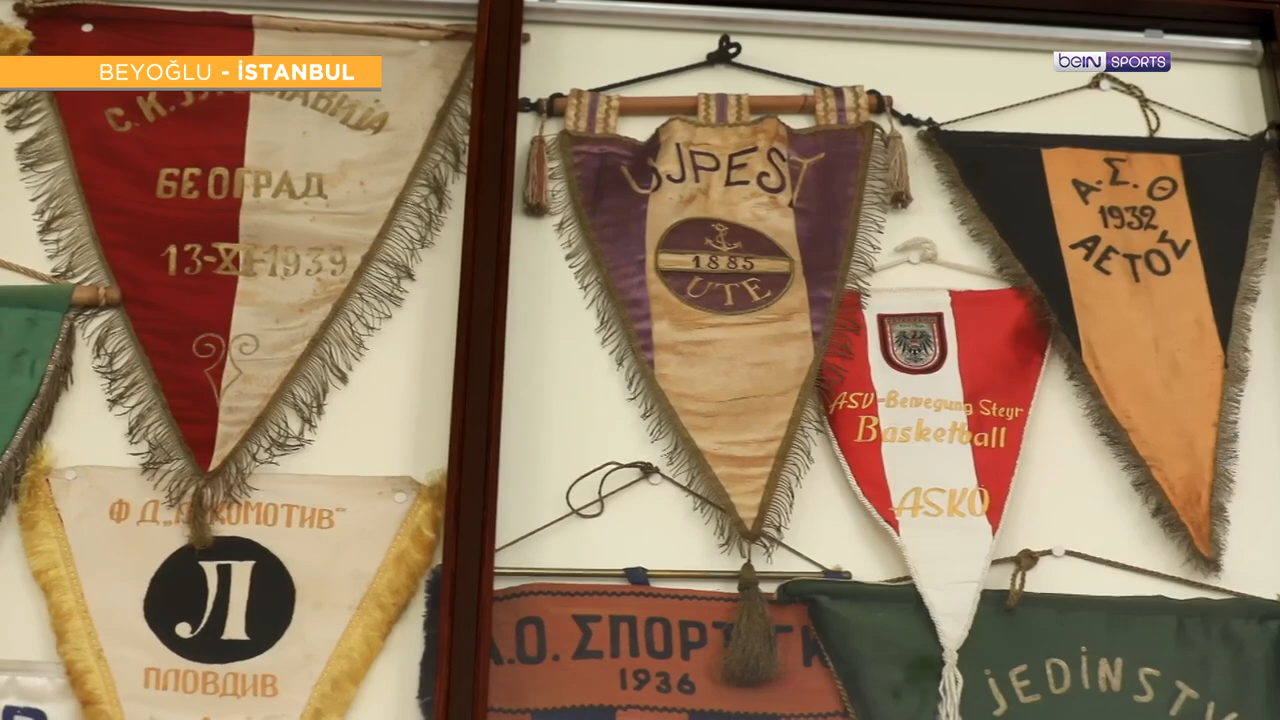 BEYOĞLU - İSTANBUL
beIN SPORTS
БЕОГРАД
13-XI-1939
Ф Д „ЛОКОМОТИВ"
Л
ПЛОВДИВ
UJPEST
1885
UTE
Α.Σ.Θ
1932
ΑΕΤΟΣ
ASV-Bewegung Steyr
Basketball
ASKÖ
Α.Ο. ΣΠΟΡΤΙΓΚ
1936
JEDINSTV